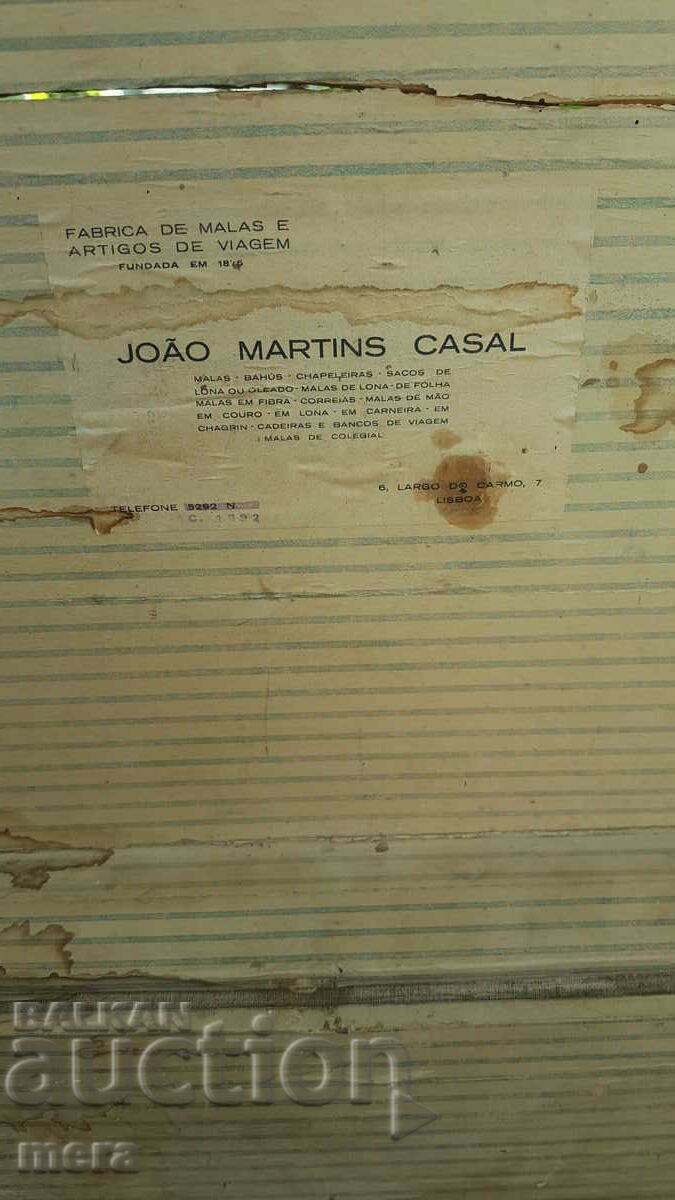 FABRICA DE MALAS E
ARTIGOS DE VIAGEM
FUNDADA EM
JOÃO MARTINS CASAL
MALAS - BAHÚS - CHAPELEIRAS - SACOS DE
LONA OU OLEADO - MALAS DE LONA - DE FOLHA
MALAS EM FIBRA - CORREIAS - MALAS DE MÃO
EM COURO - EM LONA - EM CARNEIRA - EM
CHAGRIN - CADEIRAS E BANCOS DE VIAGEM
MALAS DE COLEGIAL
6, LARGO DO CARMO, 7
LISBOA
TELEFONE 5292 N.
BALKAN
auction
mera